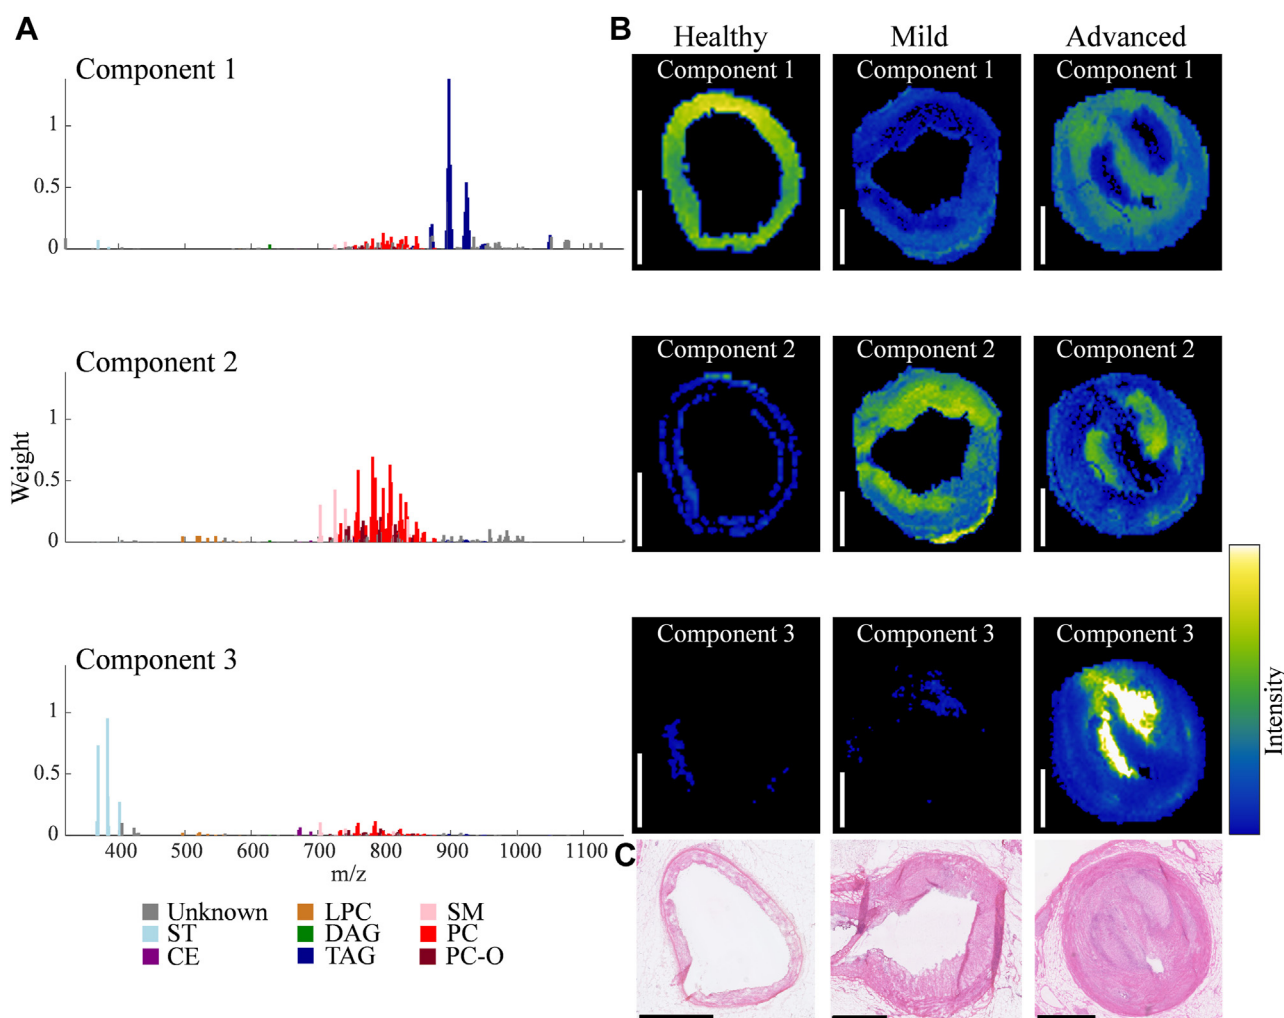 A
Component 1
1
0.5
0
Component 2
1
0.5
0
Weight
Component 3
1
0.5
0
400 500 600 700 800 900 1000 1100
m/z
Unknown LPC SM
ST DAG PC
CE TAG PC-O
B
Healthy Mild Advanced
Component 1 Component 1 Component 1
Component 2 Component 2 Component 2
Component 3 Component 3 Component 3
Intensity
C